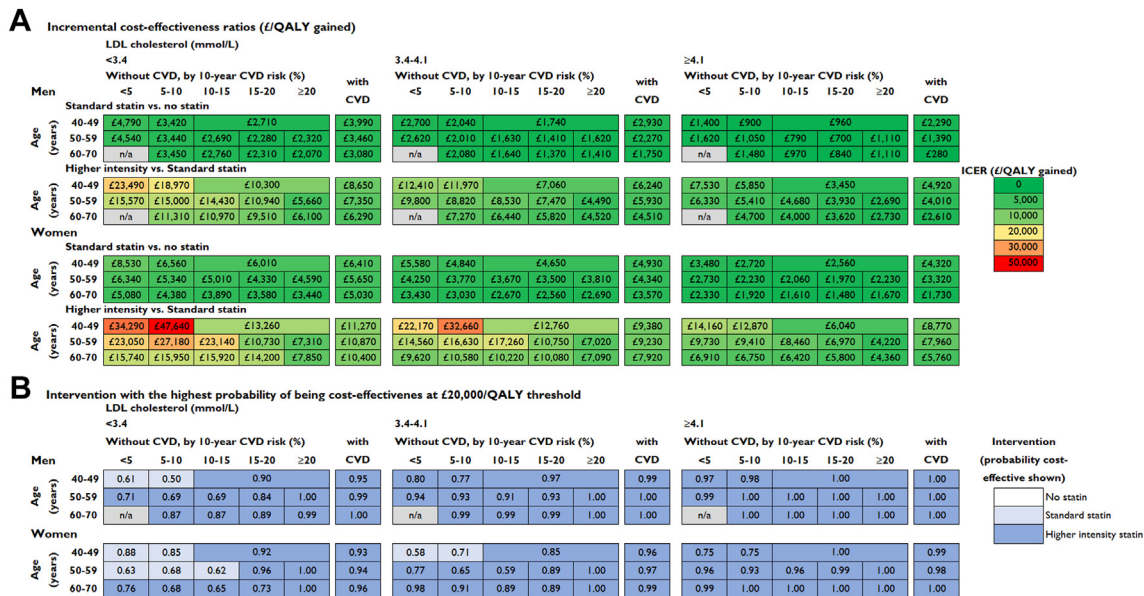 A Incremental cost-effectiveness ratios (£/QALY gained)
LDL cholesterol (mmol/L)
<3.4 3.4-4.1 ≥4.1
Without CVD, by 10-year CVD risk (%) with CVD Without CVD, by 10-year CVD risk (%) with CVD Without CVD, by 10-year CVD risk (%) with CVD
Men <5 5-10 10-15 15-20 ≥20 <5 5-10 10-15 15-20 ≥20 <5 5-10 10-15 15-20 ≥20
Standard statin vs. no statin
Age (years)
40-49 £4,790 £3,420 £2,710 £3,990 £2,700 £2,040 £1,740 £2,930 £1,400 £900 £960 £2,290
50-59 £4,540 £3,440 £2,690 £2,280 £2,320 £3,460 £2,620 £2,010 £1,630 £1,410 £1,620 £2,270 £1,620 £1,050 £790 £700 £1,110 £1,390
60-70 n/a £3,450 £2,760 £2,310 £2,070 £3,080 n/a £2,080 £1,640 £1,370 £1,410 £1,750 n/a £1,480 £970 £840 £1,110 £280
Higher intensity vs. Standard statin
Age (years)
40-49 £23,490 £18,970 £10,300 £8,650 £12,410 £11,970 £7,060 £6,240 £7,530 £5,850 £3,450 £4,920
50-59 £15,570 £15,000 £14,430 £10,940 £5,660 £7,350 £9,800 £8,820 £8,530 £7,470 £4,490 £5,930 £6,330 £5,410 £4,680 £3,930 £2,690 £4,010
60-70 n/a £11,310 £10,970 £9,510 £6,100 £6,290 n/a £7,270 £6,440 £5,820 £4,520 £4,510 n/a £4,700 £4,000 £3,620 £2,730 £2,610
Women
Standard statin vs. no statin
Age (years)
40-49 £8,530 £6,560 £6,010 £6,410 £5,580 £4,840 £4,650 £4,930 £3,480 £2,720 £2,560 £4,320
50-59 £6,340 £5,340 £5,010 £4,330 £4,590 £5,650 £4,250 £3,770 £3,670 £3,500 £3,810 £4,340 £2,730 £2,230 £2,060 £1,970 £2,230 £3,320
60-70 £5,080 £4,380 £3,890 £3,580 £3,440 £5,030 £3,430 £3,030 £2,670 £2,560 £2,690 £3,570 £2,330 £1,920 £1,610 £1,480 £1,670 £1,730
Higher intensity vs. Standard statin
Age (years)
40-49 £34,290 £47,640 £13,260 £11,270 £22,170 £32,660 £12,760 £9,380 £14,160 £12,870 £6,040 £8,770
50-59 £23,050 £27,180 £23,140 £10,730 £7,310 £10,870 £14,560 £16,630 £17,260 £10,750 £7,020 £9,230 £9,730 £9,410 £8,460 £6,970 £4,220 £7,960
60-70 £15,740 £15,950 £15,920 £14,200 £7,850 £10,400 £9,620 £10,580 £10,220 £10,080 £7,090 £7,920 £6,910 £6,750 £6,420 £5,800 £4,360 £5,760
ICER (£/QALY gained)
0
5,000
10,000
20,000
30,000
50,000
B Intervention with the highest probability of being cost-effectivenes at £20,000/QALY threshold
LDL cholesterol (mmol/L)
<3.4 3.4-4.1 ≥4.1
Without CVD, by 10-year CVD risk (%) with CVD Without CVD, by 10-year CVD risk (%) with CVD Without CVD, by 10-year CVD risk (%) with CVD
Men <5 5-10 10-15 15-20 ≥20 <5 5-10 10-15 15-20 ≥20 <5 5-10 10-15 15-20 ≥20
Age (years)
40-49 0.61 0.50 0.90 0.95 0.80 0.77 0.97 0.99 0.97 0.98 1.00 1.00
50-59 0.71 0.69 0.69 0.84 1.00 0.99 0.94 0.93 0.91 0.93 1.00 1.00 0.99 1.00 1.00 1.00 1.00 1.00
60-70 n/a 0.87 0.87 0.89 0.99 1.00 n/a 0.99 0.99 0.99 1.00 1.00 n/a 1.00 1.00 1.00 1.00 1.00
Women
Age (years)
40-49 0.88 0.85 0.92 0.93 0.58 0.71 0.85 0.96 0.75 0.75 1.00 0.99
50-59 0.63 0.68 0.62 0.96 1.00 0.94 0.77 0.65 0.59 0.89 1.00 0.97 0.96 0.93 0.96 0.99 1.00 0.98
60-70 0.76 0.68 0.65 0.73 1.00 0.96 0.98 0.91 0.89 0.89 1.00 0.99 0.99 1.00 1.00 1.00 1.00 1.00
Intervention
(probability cost-
effective shown)
No statin
Standard statin
Higher intensity statin